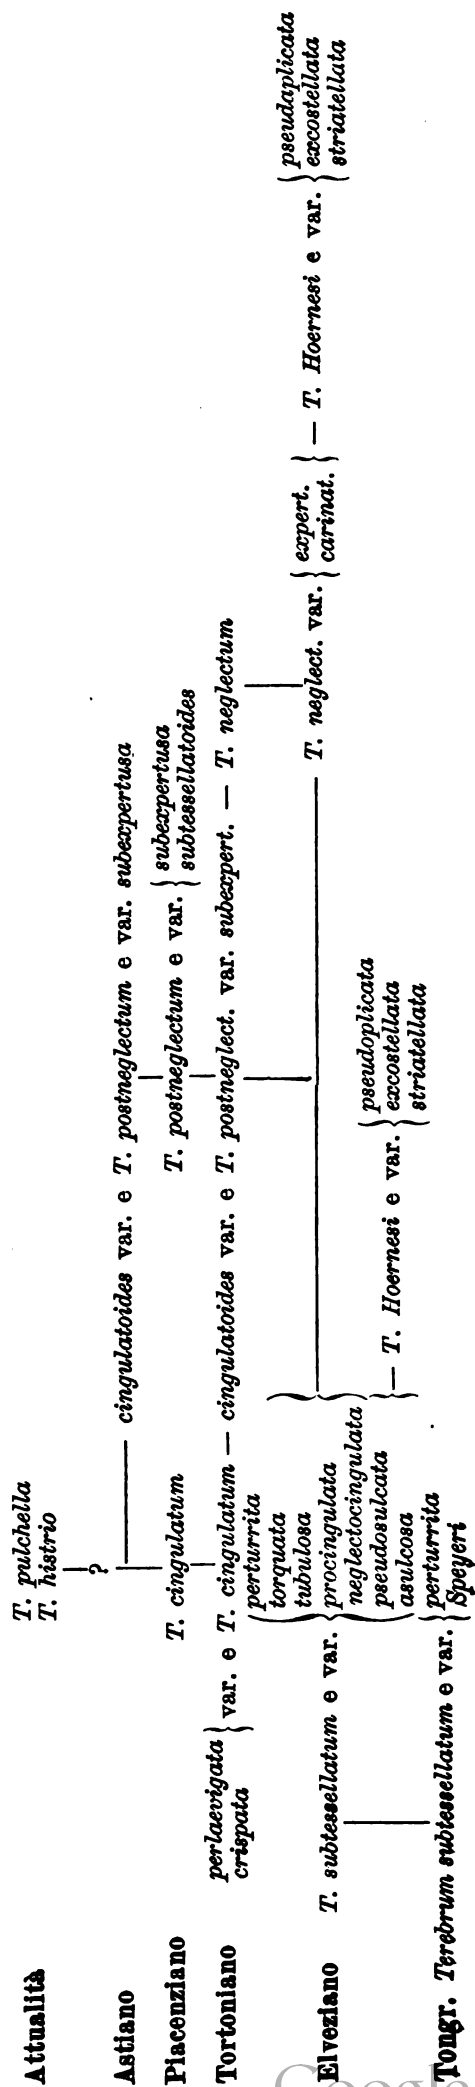 Attualità
T. pulchella
T. histrio
?
Astiano
cingulatoides var. e T. postneglectum e var. subexpertusa
Piacenziano
T. cingulatum
T. postneglectum e var. { subexpertusa
subtessellatoides
Tortoniano
perlaevigata
crispata } var. e T. cingulatum — cingulatoides var. e T. postneglect. var. subexpert. — T. neglectum
Elveziano
T. subtessellatum e var. { perturrita
torquata
tubulosa
procingulata
neglectocingulata
pseudosulcata
asulcosa
T. neglect. var. { expert.
carinat. } — T. Hoernesi e var. { pseudaplicata
excostellata
striatellata
— T. Hoernesi e var. { pseudoplicata
excostellata
striatellata
Tongr. Terebrum subtessellatum e var. { perturrita
Speyeri
Google